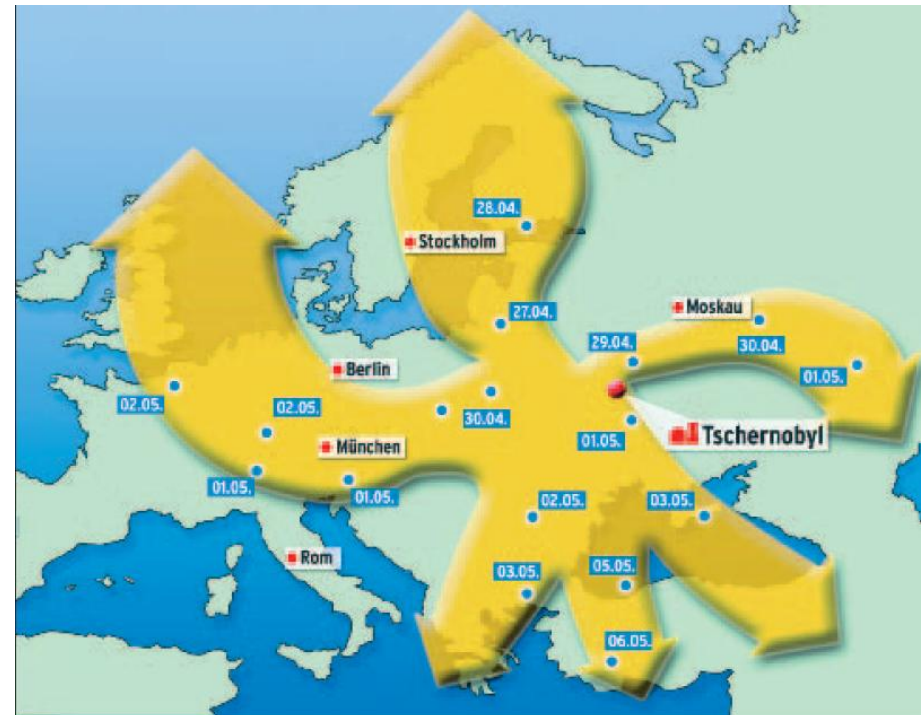 28.04.
Stockholm
27.04.
Moskau
29.04.
30.04.
01.05.
Berlin
02.05.
02.05.
30.04.
01.05.
Tschernobyl
München
01.05.
01.05.
02.05.
03.05.
Rom
03.05.
05.05.
06.05.